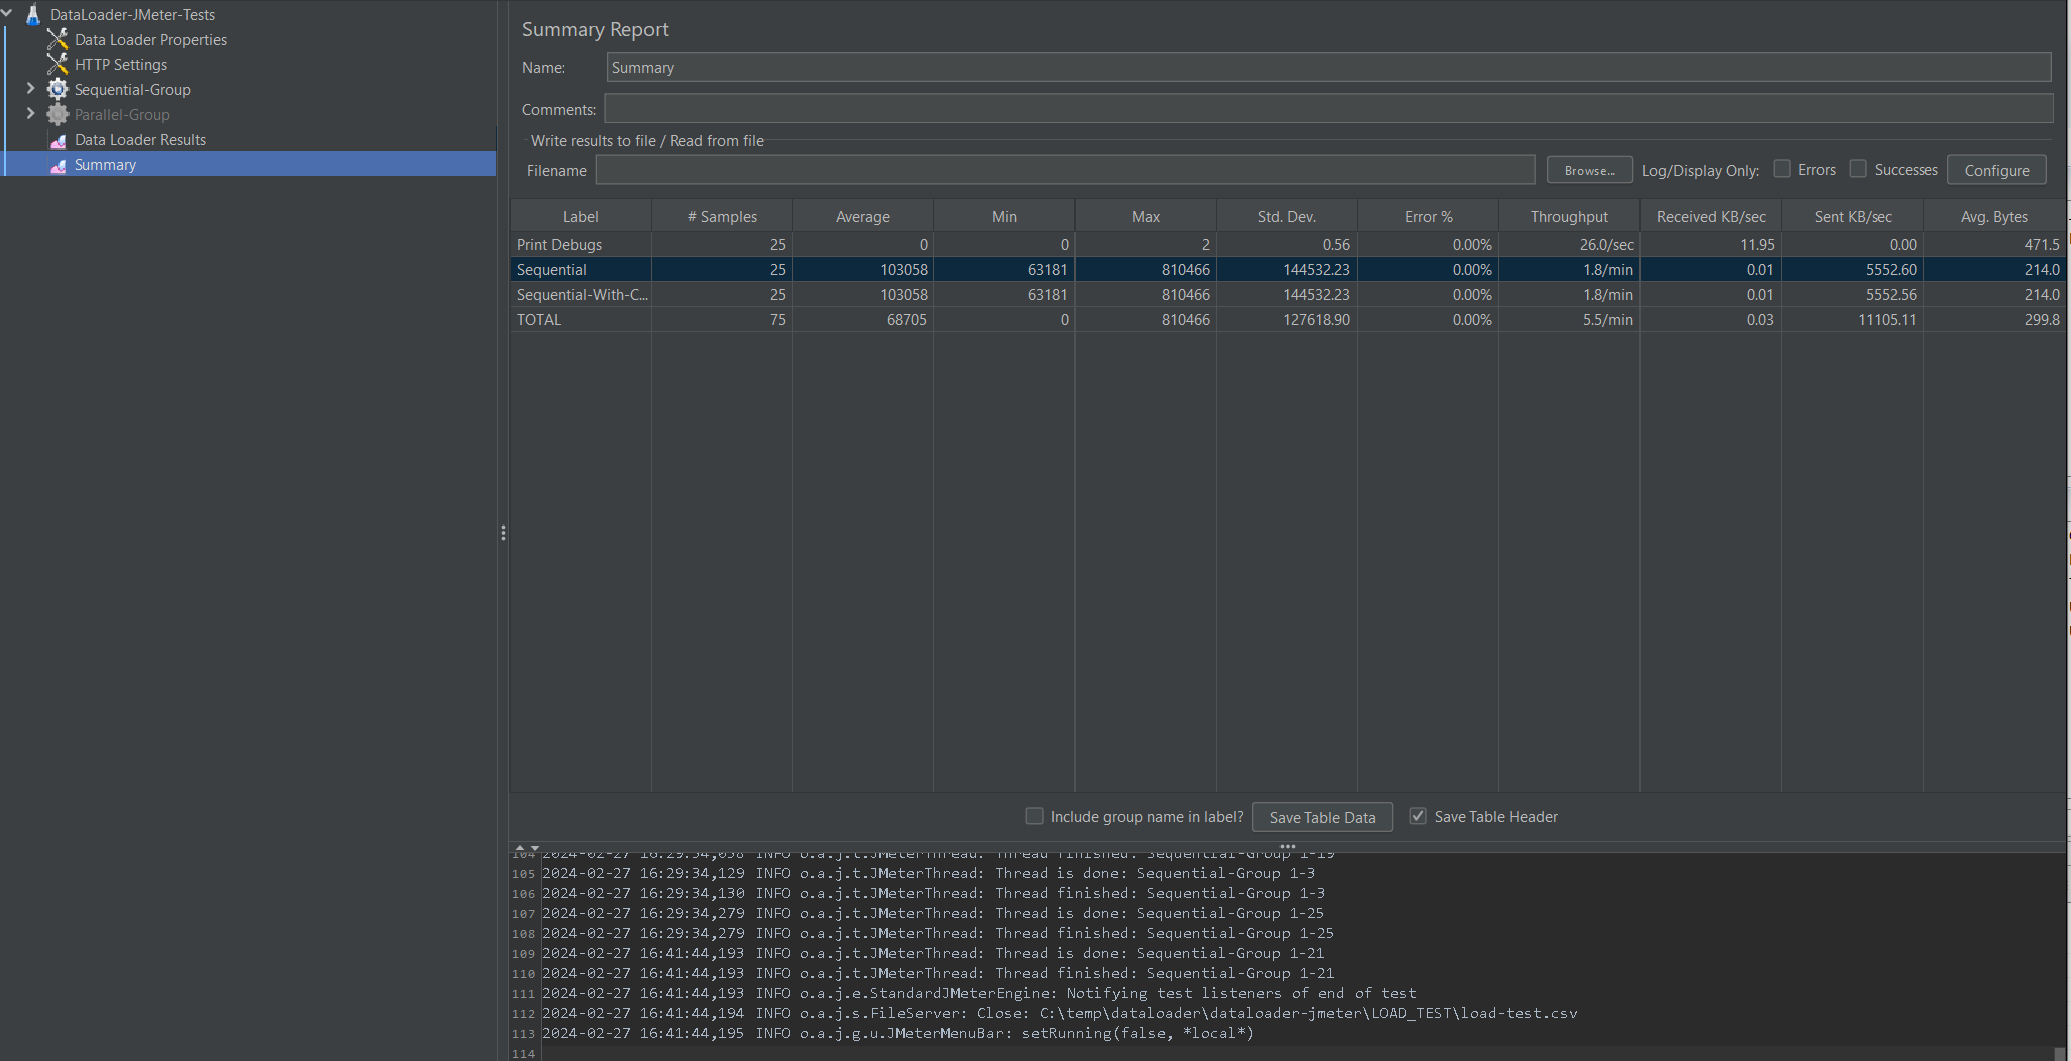 DataLoader-JMeter-Tests
Data Loader Properties
HTTP Settings
Sequential-Group
Parallel-Group
Data Loader Results
Summary
Summary Report
Name: Summary
Comments:
Write results to file / Read from file
Filename Browse... Log/Display Only: Errors Successes Configure
Label # Samples Average Min Max Std. Dev. Error % Throughput Received KB/sec Sent KB/sec Avg. Bytes
Print Debugs 25 0 0 2 0.56 0.00% 26.0/sec 11.95 0.00 471.5
Sequential 25 103058 63181 810466 144532.23 0.00% 1.8/min 0.01 5552.60 214.0
Sequential-With-C... 25 103058 63181 810466 144532.23 0.00% 1.8/min 0.01 5552.56 214.0
TOTAL 75 68705 0 810466 127618.90 0.00% 5.5/min 0.03 11105.11 299.8
Include group name in label? Save Table Data Save Table Header
104 2024-02-27 16:29:34,058 INFO o.a.j.t.JMeterThread: Thread finished: Sequential-Group 1-19
105 2024-02-27 16:29:34,129 INFO o.a.j.t.JMeterThread: Thread is done: Sequential-Group 1-3
106 2024-02-27 16:29:34,130 INFO o.a.j.t.JMeterThread: Thread finished: Sequential-Group 1-3
107 2024-02-27 16:29:34,279 INFO o.a.j.t.JMeterThread: Thread is done: Sequential-Group 1-25
108 2024-02-27 16:29:34,279 INFO o.a.j.t.JMeterThread: Thread finished: Sequential-Group 1-25
109 2024-02-27 16:41:44,193 INFO o.a.j.t.JMeterThread: Thread is done: Sequential-Group 1-21
110 2024-02-27 16:41:44,193 INFO o.a.j.t.JMeterThread: Thread finished: Sequential-Group 1-21
111 2024-02-27 16:41:44,193 INFO o.a.j.e.StandardJMeterEngine: Notifying test listeners of end of test
112 2024-02-27 16:41:44,194 INFO o.a.j.s.FileServer: Close: C:\temp\dataloader\dataloader-jmeter\LOAD_TEST\load-test.csv
113 2024-02-27 16:41:44,195 INFO o.a.j.g.u.JMeterMenuBar: setRunning(false, *local*)
114